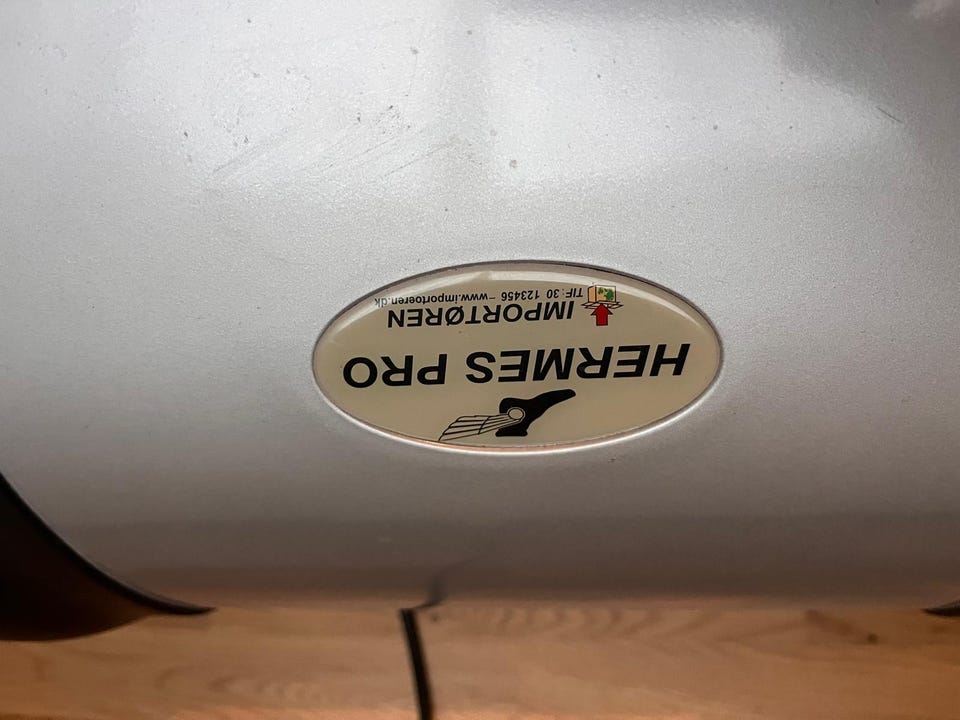 HERMES PRO
IMPORTØREN
Tlf: 30 123456 - www.importoeren.dk